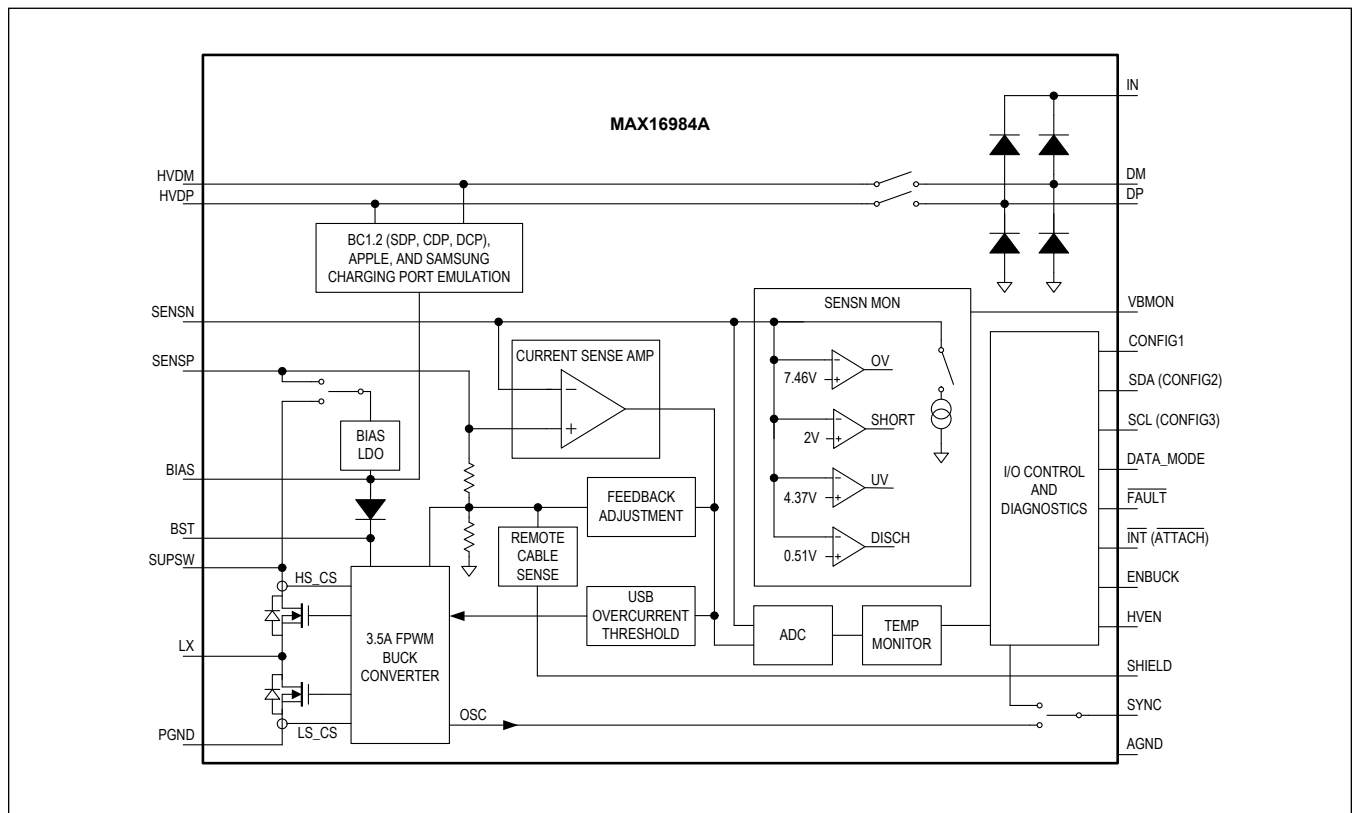 MAX16984A
IN
HVDM
HVDP
DM
DP
BC1.2 (SDP, CDP, DCP),
APPLE, AND SAMSUNG
CHARGING PORT EMULATION
SENSN
SENSP
BIAS
LDO
BIAS
BST
SUPSW
HS_CS
LX
LS_CS
PGND
3.5A FPWM
BUCK
CONVERTER
CURRENT SENSE AMP
−
+
FEEDBACK
ADJUSTMENT
REMOTE
CABLE
SENSE
USB
OVERCURRENT
THRESHOLD
OSC
SENSN MON
−
7.46V +
OV
−
2V +
SHORT
−
4.37V +
UV
−
0.51V +
DISCH
ADC
TEMP
MONITOR
I/O CONTROL
AND
DIAGNOSTICS
VBMON
CONFIG1
SDA (CONFIG2)
SCL (CONFIG3)
DATA_MODE
FAULT
INT (ATTACH)
ENBUCK
HVEN
SHIELD
SYNC
AGND